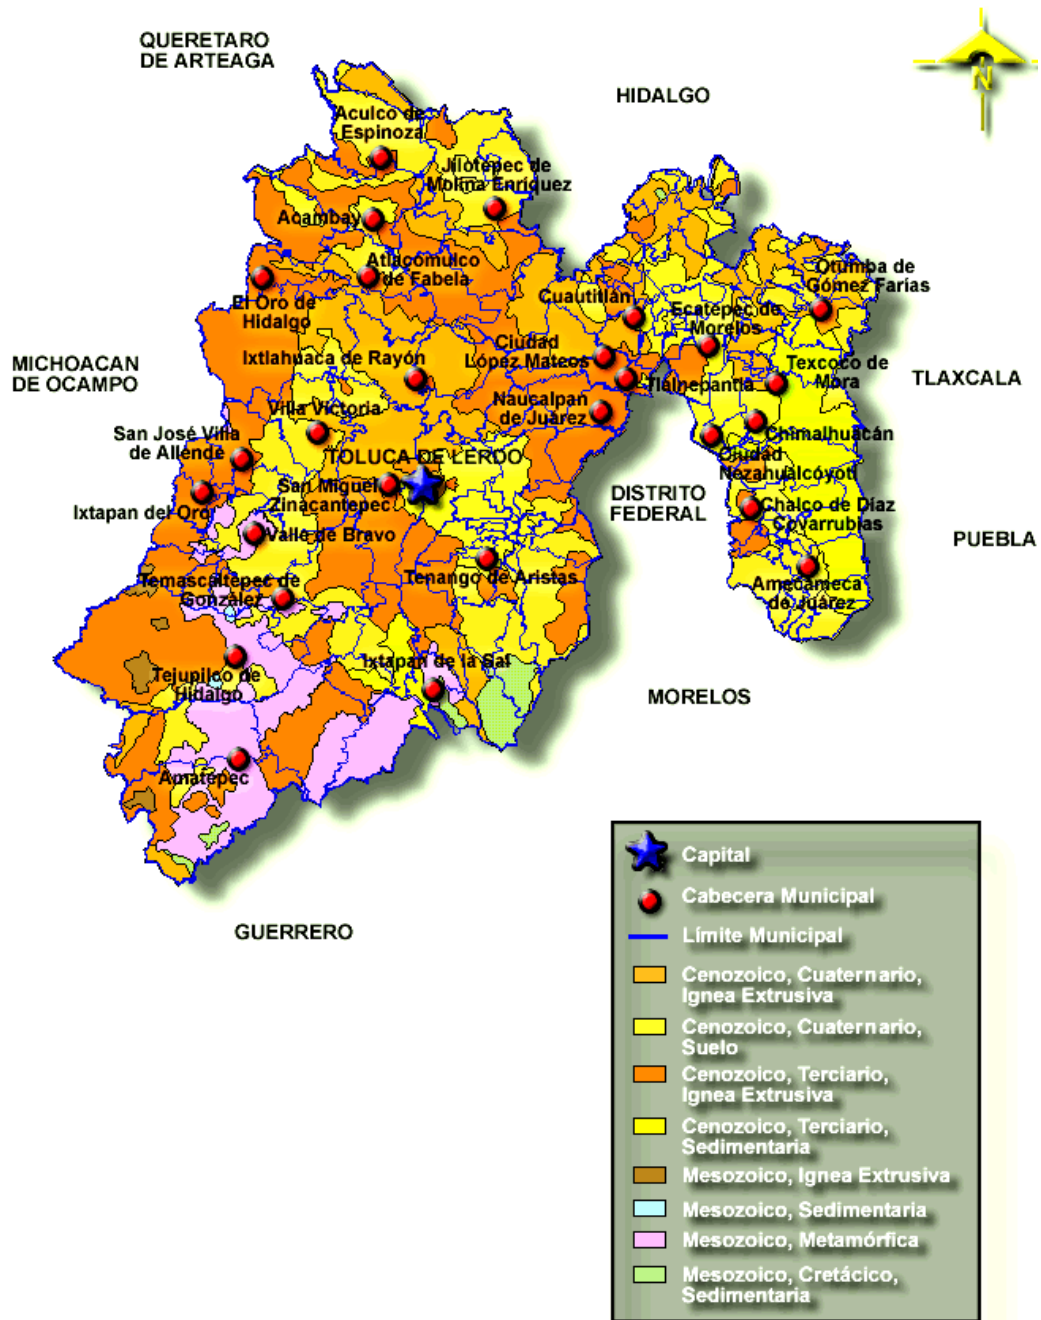 QUERETARO
DE ARTEAGA
HIDALGO
N
Aculco de
Espinoza
Jilotepec de
Molina Enríquez
Acambay
Atlacomulco
de Fabela
El Oro de
Hidalgo
Otumba de
Gómez Farías
Cuautitlán
Ecatepec de
Morelos
MICHOACAN
DE OCAMPO
Ixtlahuaca de Rayón
Ciudad
López Mateos
Tlalnepantla
Texcoco de
Mora
TLAXCALA
Villa Victoria
Naucalpan
de Juárez
Chimalhuacán
San José Villa
de Allende
TOLUCA DE LERDO
Ciudad
Nezahualcóyotl
San Miguel
Zinacantepec
DISTRITO
FEDERAL
Ixtapan del Oro
Chalco de Díaz
Covarrubias
Valle de Bravo
PUEBLA
Temascaltepec de
González
Tenango de Aristas
Amecameca
de Juárez
Tejupilco de
Hidalgo
Ixtapan de la Sal
MORELOS
Amatepec
GUERRERO
Capital
Cabecera Municipal
Límite Municipal
Cenozoico, Cuaternario,
Ignea Extrusiva
Cenozoico, Cuaternario,
Suelo
Cenozoico, Terciario,
Ignea Extrusiva
Cenozoico, Terciario,
Sedimentaria
Mesozoico, Ignea Extrusiva
Mesozoico, Sedimentaria
Mesozoico, Metamórfica
Mesozoico, Cretácico,
Sedimentaria